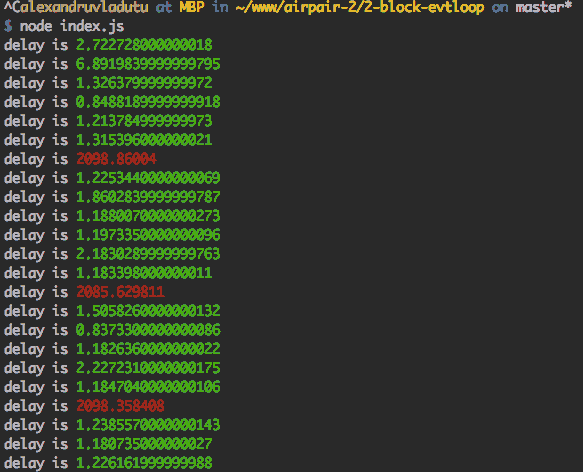 ^Calexandruvladutu at MBP in ~/www/airpair-2/2-block-evtloop on master*
$ node index.js
delay is 2.722728000000018
delay is 6.8919839999999795
delay is 1.326379999999972
delay is 0.8488189999999918
delay is 1.213784999999973
delay is 1.315396000000021
delay is 2098.86004
delay is 1.2253440000000069
delay is 1.8602839999999787
delay is 1.1880070000000273
delay is 1.1973350000000096
delay is 2.1830289999999763
delay is 1.183398000000011
delay is 2085.629811
delay is 1.5058260000000132
delay is 0.8373300000000086
delay is 1.182636000000022
delay is 2.2272310000000175
delay is 1.1847040000000106
delay is 2098.358408
delay is 1.2385570000000143
delay is 1.180735000000027
delay is 1.226161999999988